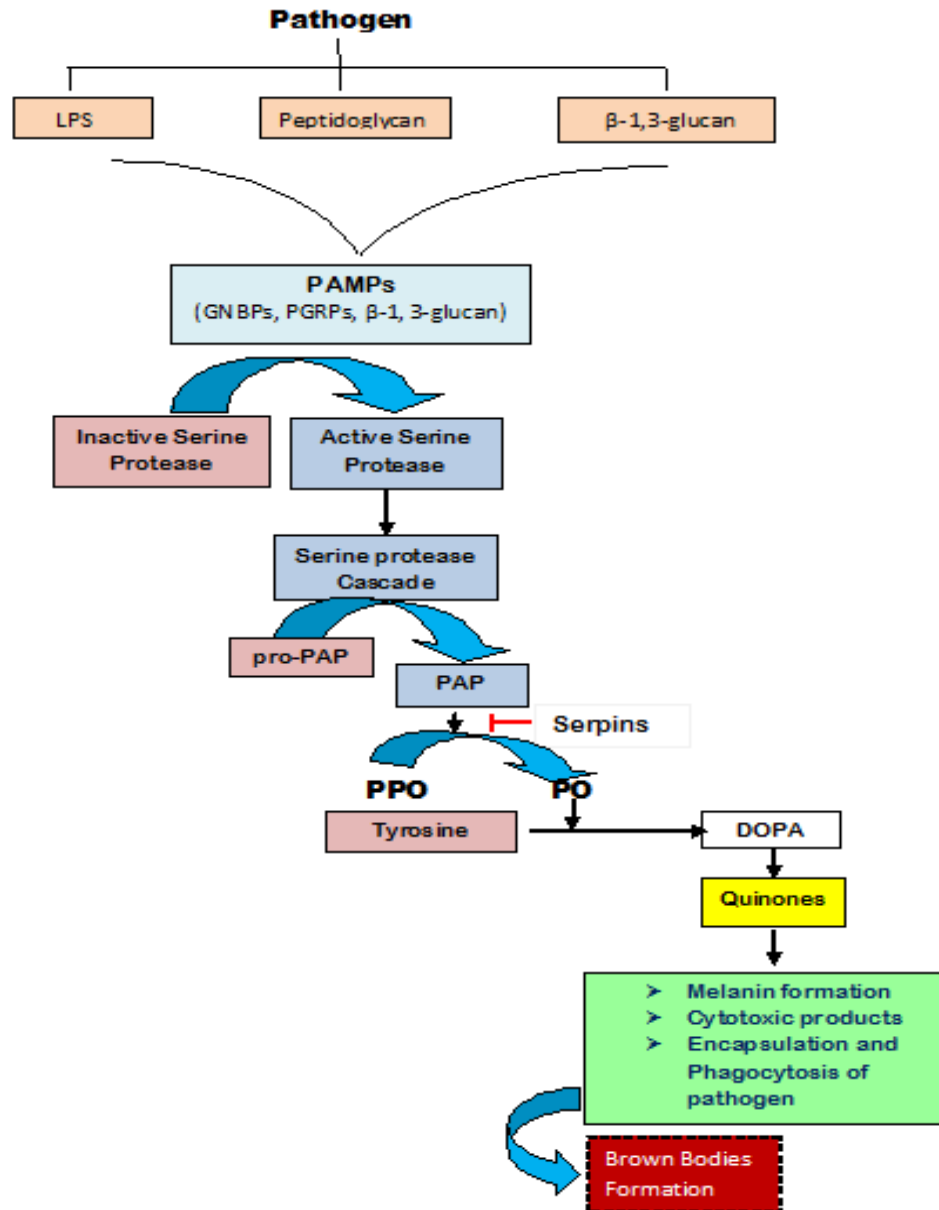 Pathogen
LPS
Peptidoglycan
β-1,3-glucan
PAMPs
(GNBPs, PGRPs, β-1, 3-glucan)
Inactive Serine
Protease
Active Serine
Protease
Serine protease
Cascade
pro-PAP
PAP
Serpins
PPO
PO
Tyrosine
DOPA
Quinones
➤ Melanin formation
➤ Cytotoxic products
➤ Encapsulation and
Phagocytosis of
pathogen
Brown Bodies
Formation